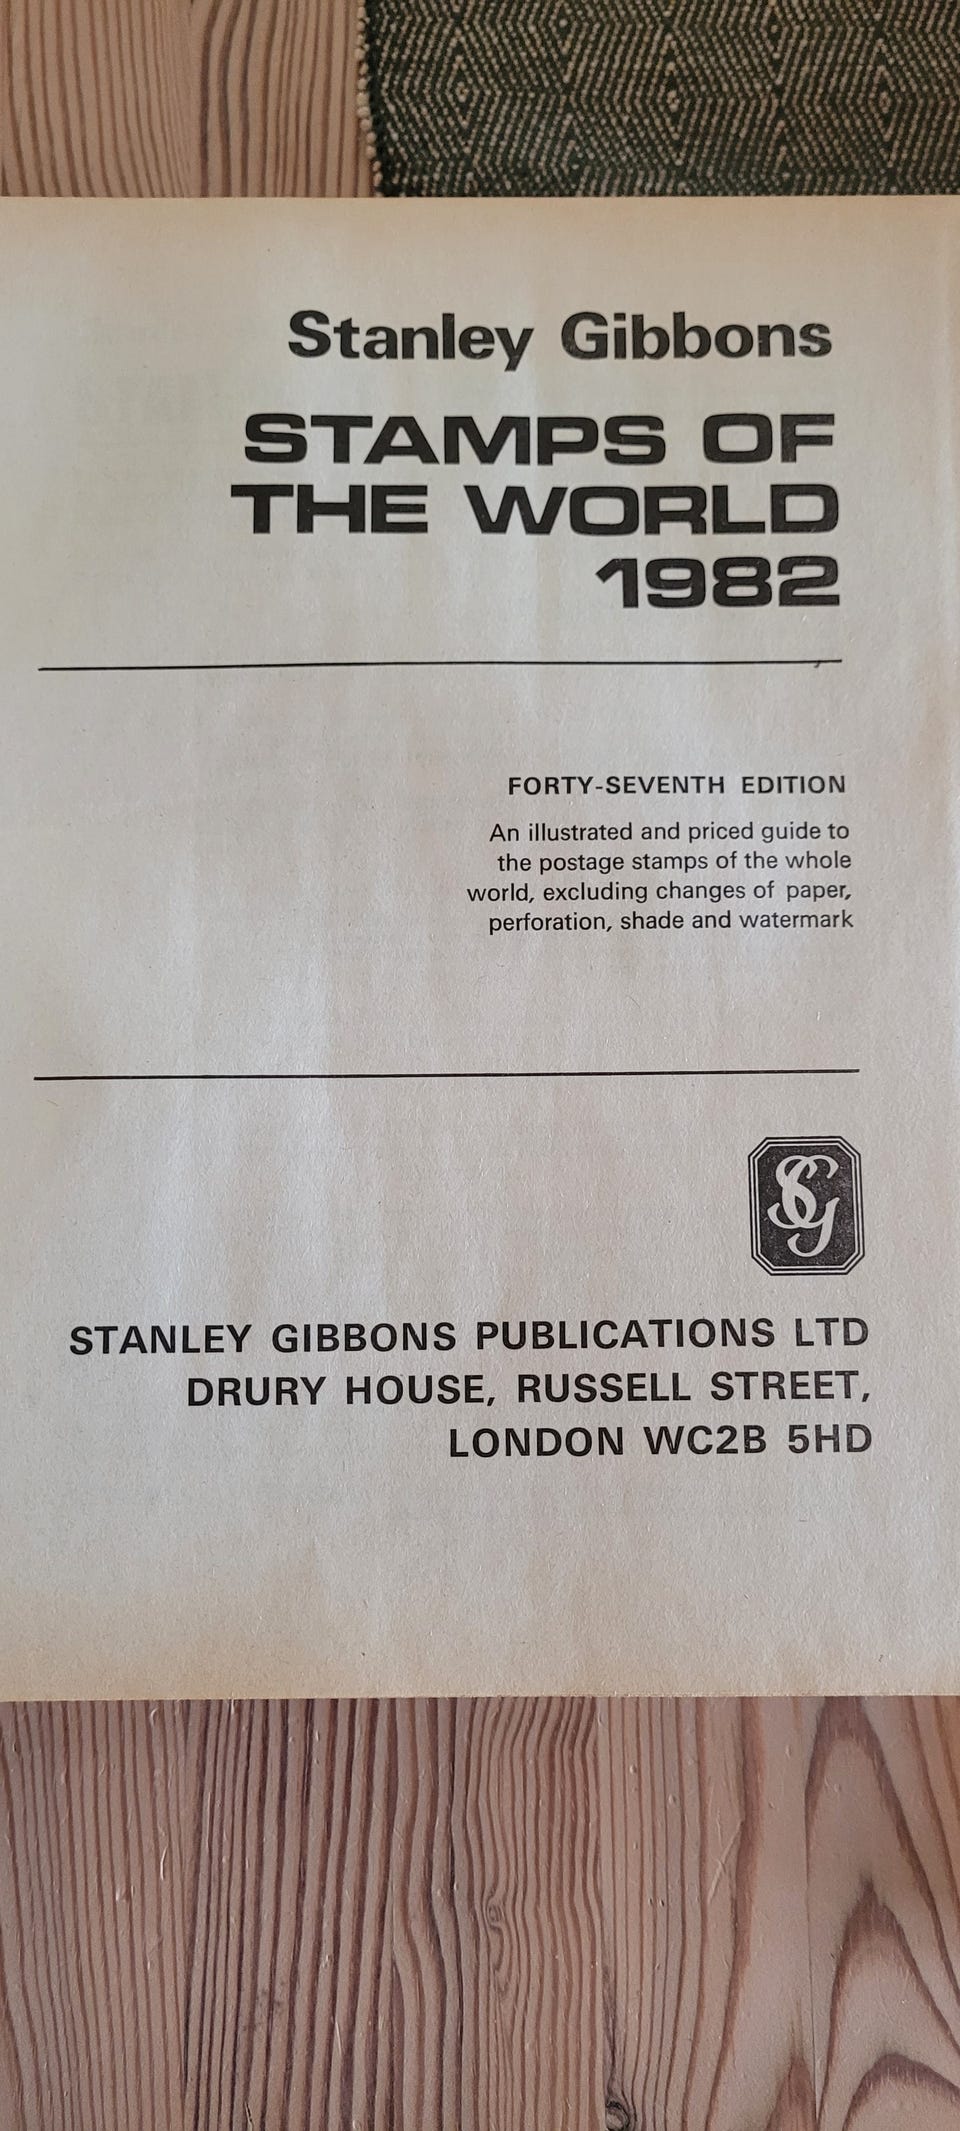 Stanley Gibbons
STAMPS OF
THE WORLD
1982
FORTY-SEVENTH EDITION
An illustrated and priced guide to
the postage stamps of the whole
world, excluding changes of paper,
perforation, shade and watermark
SG
STANLEY GIBBONS PUBLICATIONS LTD
DRURY HOUSE, RUSSELL STREET,
LONDON WC2B 5HD